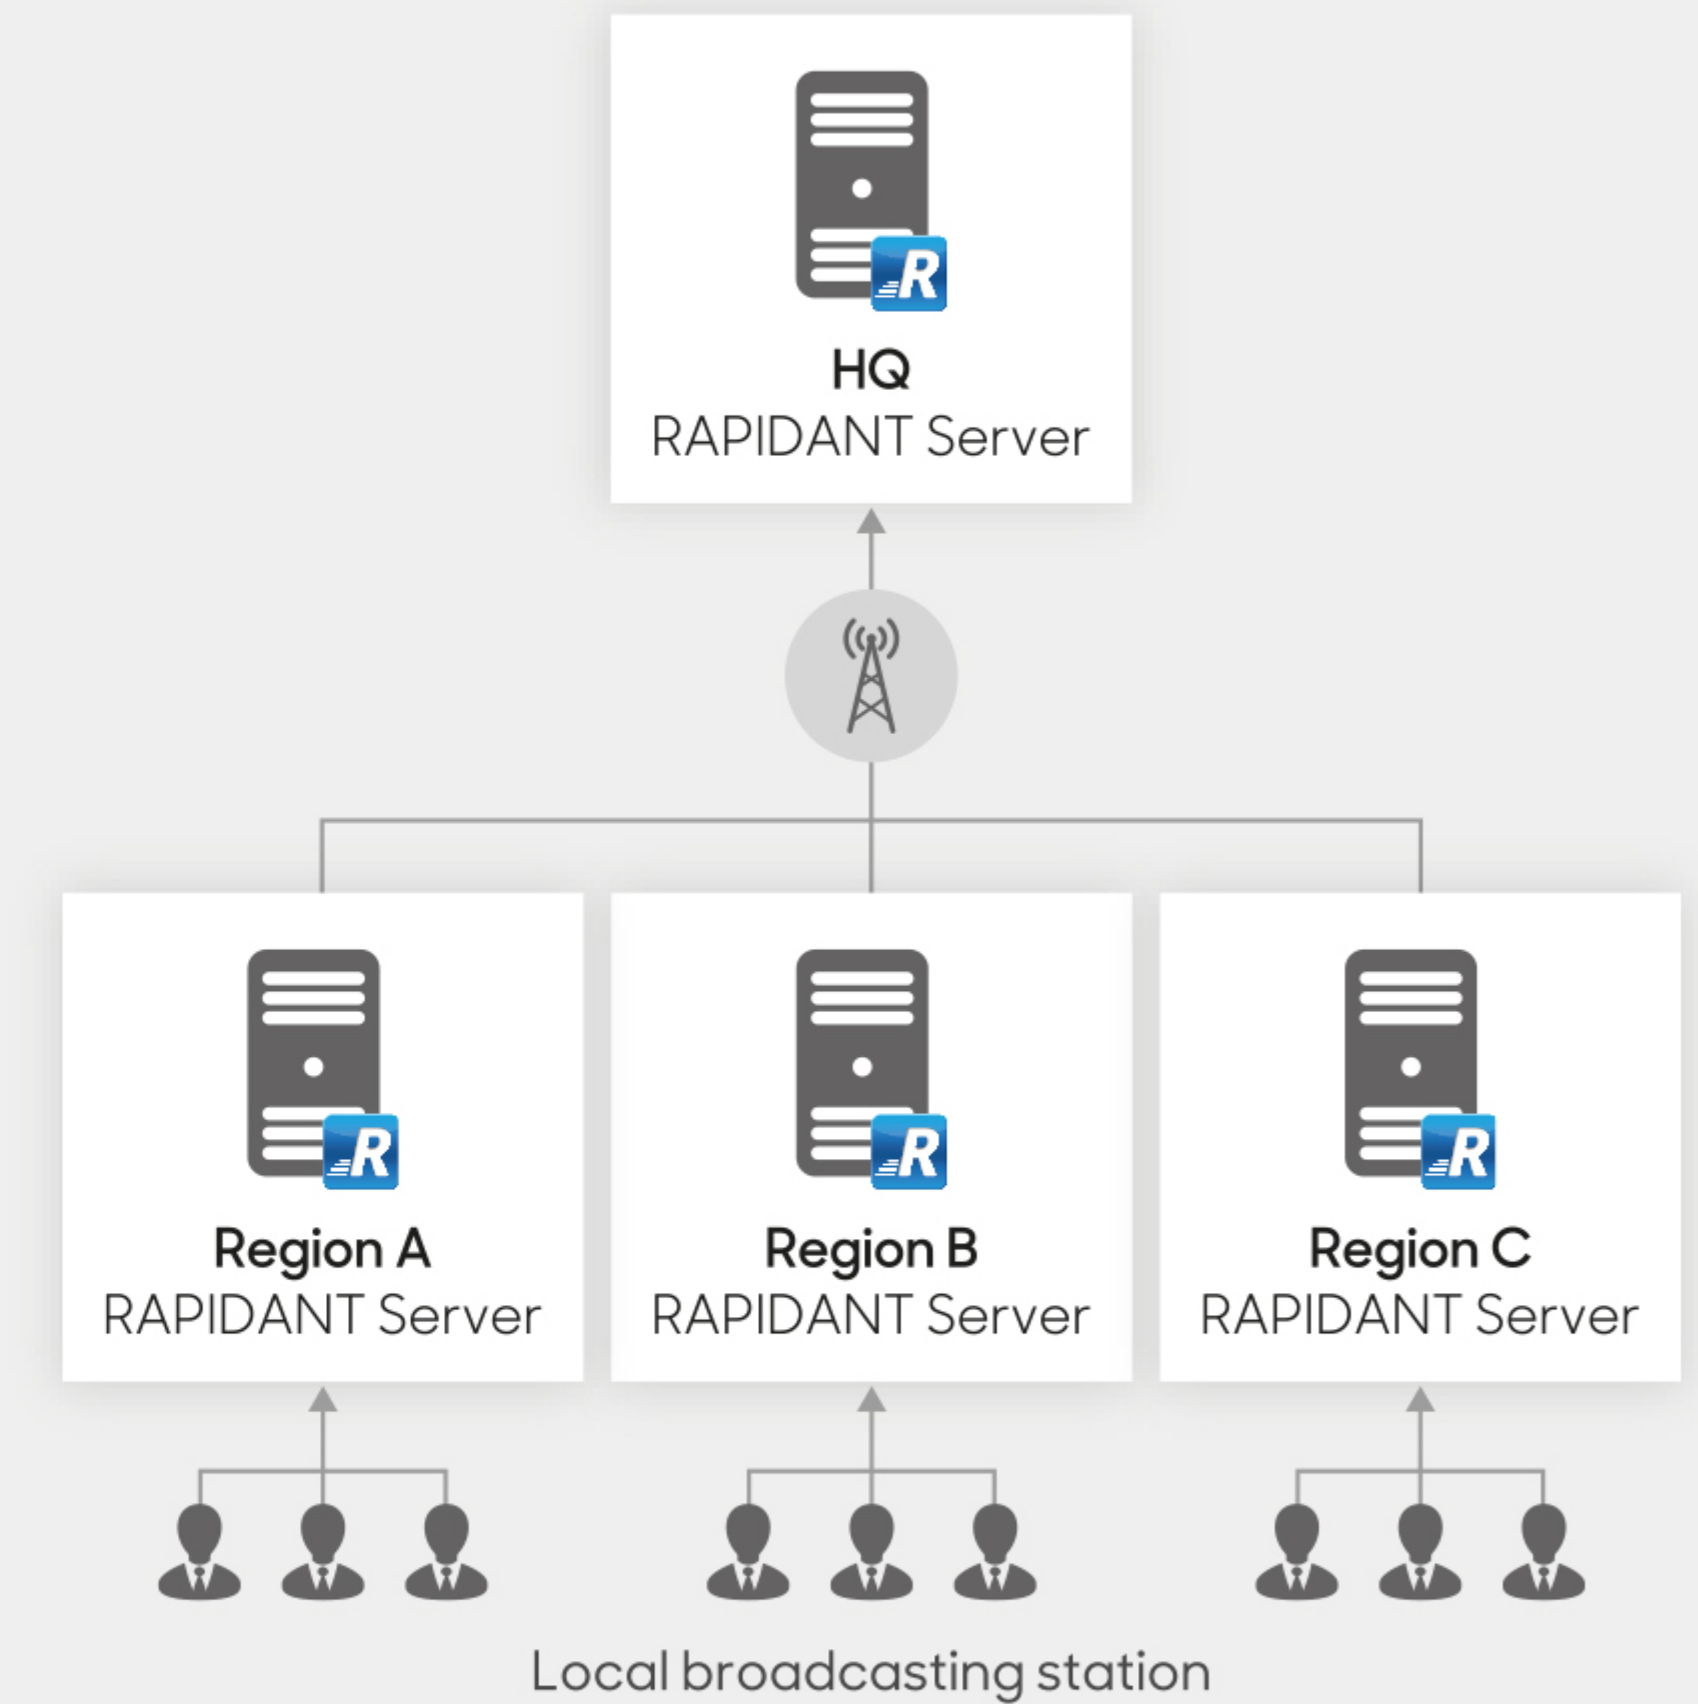 R
HQ
RAPIDANT Server
R
R
R
Region A
Region B
Region C
RAPIDANT Server
RAPIDANT Server
RAPIDANT Server
Local broadcasting station